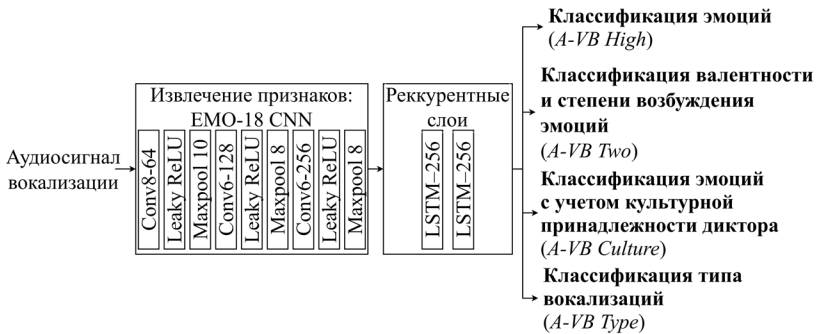 Аудиосигнал
вокализации
Извлечение признаков:
EMO-18 CNN
Conv8-64
Leaky ReLU
Maxpool 10
Conv6-128
Leaky ReLU
Maxpool 8
Conv6-256
Leaky ReLU
Maxpool 8
Реккурентные
слои
LSTM–256
LSTM–256
Классификация эмоций
(A-VB High)
Классификация валентности
и степени возбуждения
эмоций
(A-VB Two)
Классификация эмоций
с учетом культурной
принадлежности диктора
(A-VB Culture)
Классификация типа
вокализаций
(A-VB Type)